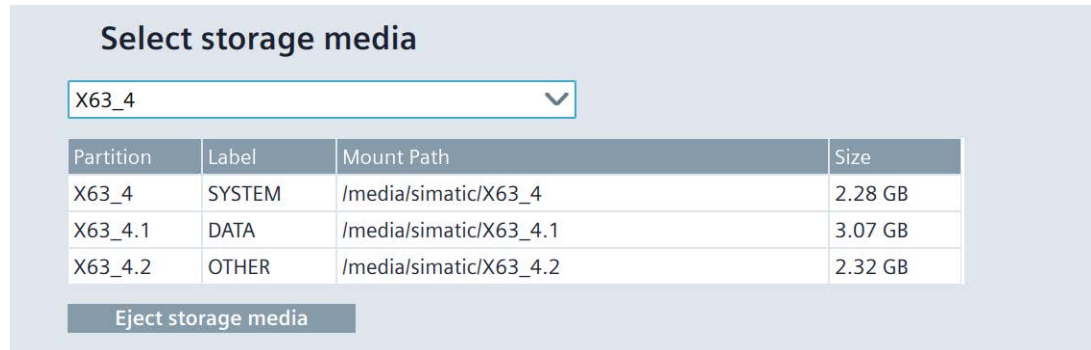 Select storage media
X63_4
Partition Label Mount Path Size
X63_4 SYSTEM /media/simatic/X63_4 2.28 GB
X63_4.1 DATA /media/simatic/X63_4.1 3.07 GB
X63_4.2 OTHER /media/simatic/X63_4.2 2.32 GB
Eject storage media